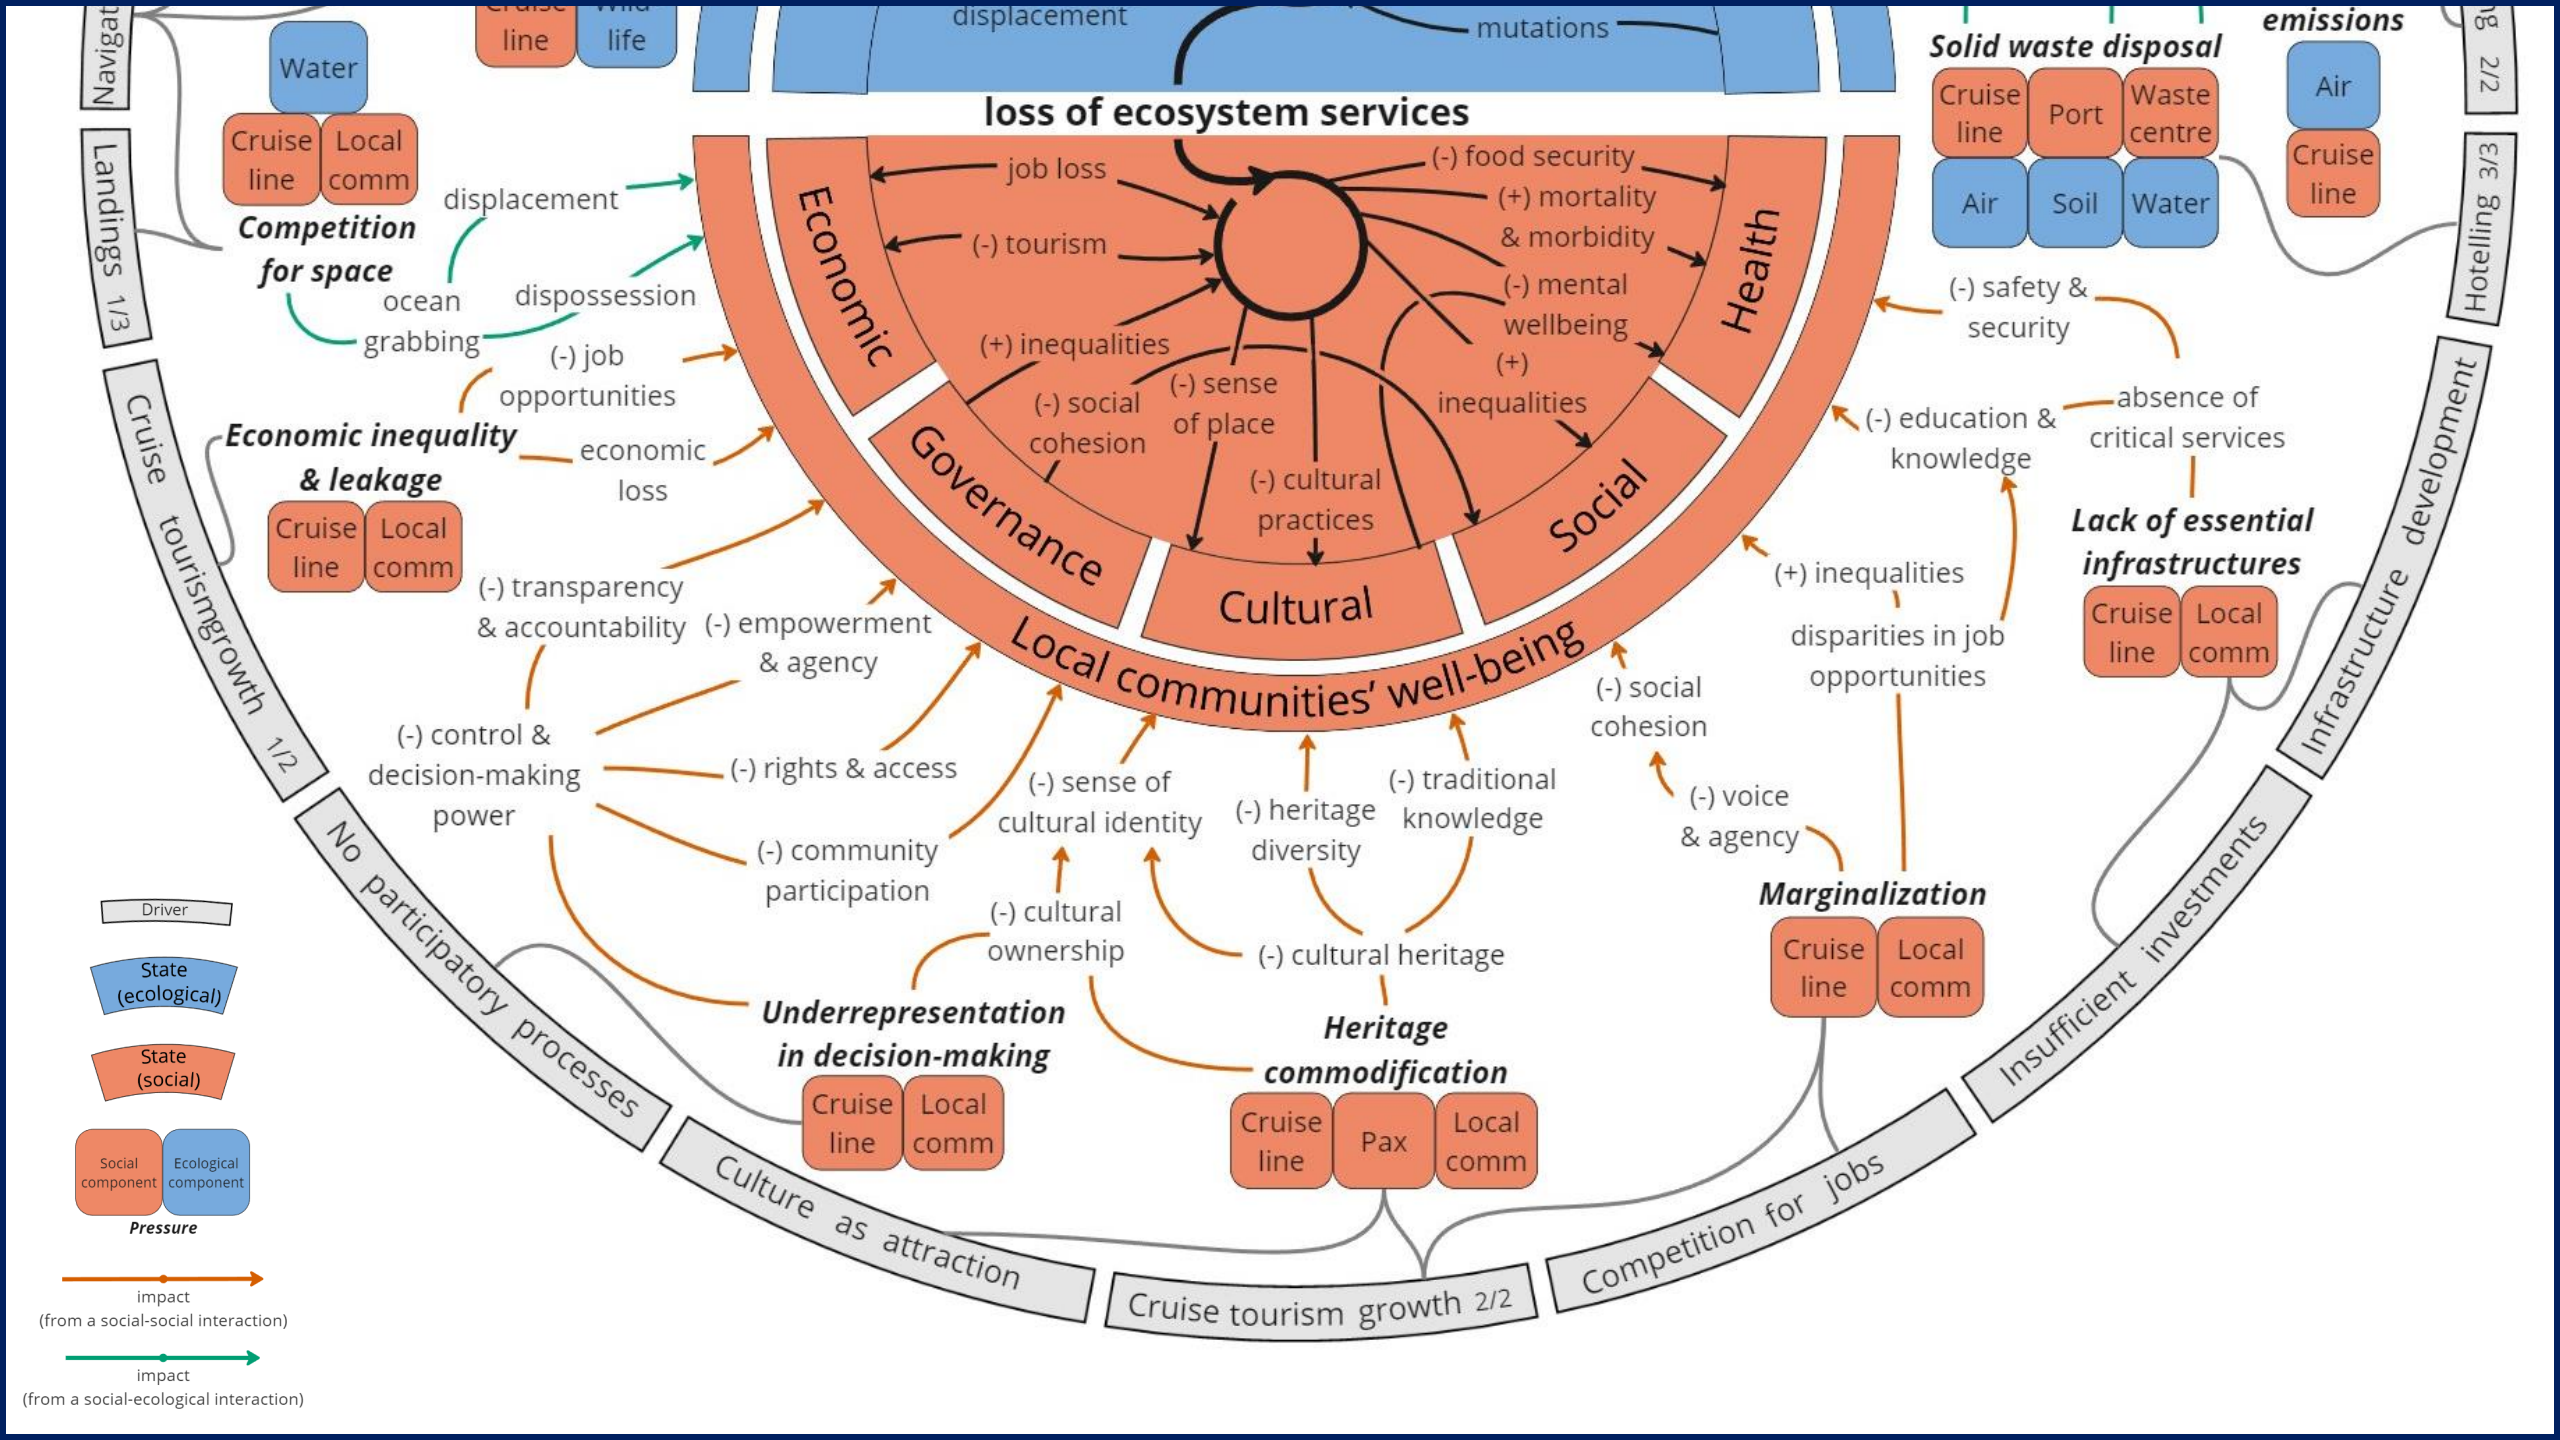 displacement
mutations
emissions
Solid waste disposal
Cruise
line
Port
Waste
centre
Air
Soil
Water
Air
Cruise
line
Navigat
line
life
Water
Cruise
line
Local
comm
Competition
for space
Landings 1/3
displacement
ocean
grabbing
dispossession
loss of ecosystem services
job loss
(-) tourism
(+) inequalities
(-) social
cohesion
(-) sense
of place
(-) cultural
practices
(-) food security
(+) mortality
& morbidity
(-) mental
wellbeing
(+)
inequalities
Economic
Governance
Cultural
Social
Health
Local communities' well-being
2/2
Hotelling 3/3
(-) safety &
security
absence of
critical services
(-) education &
knowledge
Lack of essential
infrastructures
Cruise
line
Local
comm
(+) inequalities
disparities in job
opportunities
Infrastructure development
(-) job
opportunities
Economic inequality
& leakage
economic
loss
Cruise
line
Local
comm
Cruise tourismgrowth 1/2
(-) transparency
& accountability
(-) empowerment
& agency
(-) control &
decision-making
power
(-) rights & access
(-) community
participation
(-) sense of
cultural identity
(-) heritage
diversity
(-) traditional
knowledge
(-) social
cohesion
(-) voice
& agency
Marginalization
Cruise
line
Local
comm
(-) cultural
ownership
(-) cultural heritage
Underrepresentation
in decision-making
Cruise
line
Local
comm
Heritage
commodification
Cruise
line
Pax
Local
comm
No participatory processes
Culture as attraction
Cruise tourism growth 2/2
Competition for jobs
Insufficient investments
Driver
State
(ecological)
State
(social)
Social
component
Ecological
component
Pressure
impact
(from a social-social interaction)
impact
(from a social-ecological interaction)